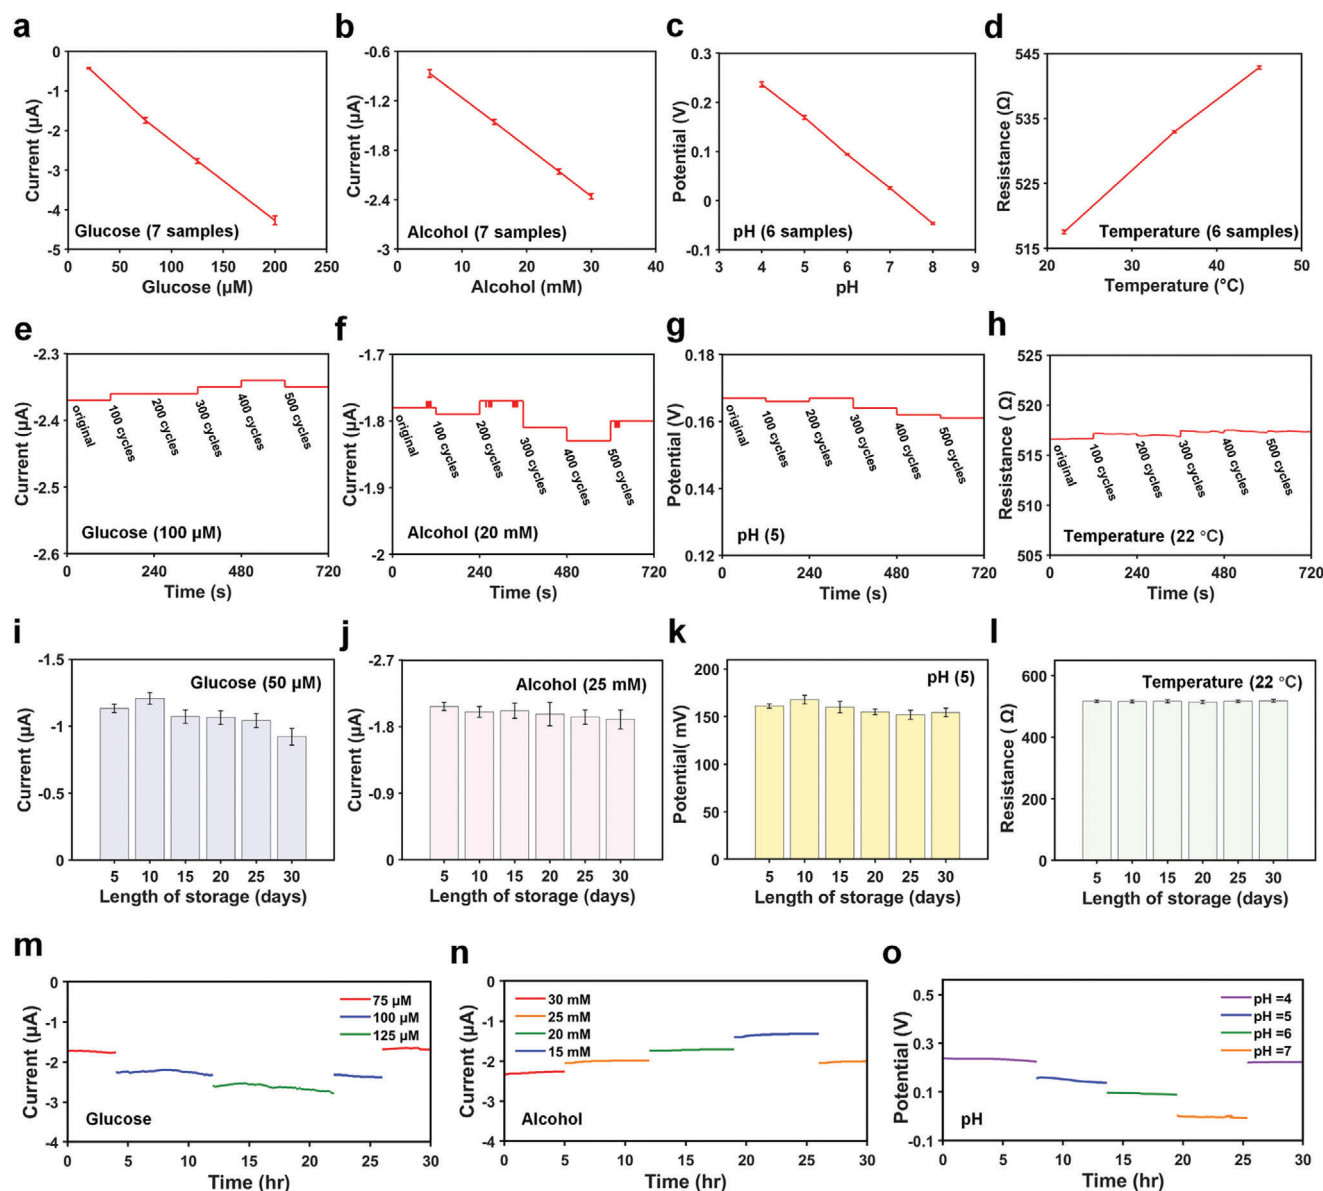 a
b
c
d
0
-1
-2
-3
-4
-5
Current (µA)
Glucose (7 samples)
0 50 100 150 200 250
Glucose (µM)
-0.6
-1.2
-1.8
-2.4
-3
Current (µA)
Alcohol (7 samples)
0 10 20 30 40
Alcohol (mM)
0.3
0.2
0.1
0
-0.1
Potential (V)
pH (6 samples)
3 4 5 6 7 8 9
pH
545
535
525
515
Resistance (Ω)
Temperature (6 samples)
20 30 40 50
Temperature (°C)
e
f
g
h
-2.3
-2.4
-2.5
-2.6
Current (µA)
original
100 cycles
200 cycles
300 cycles
400 cycles
500 cycles
Glucose (100 µM)
0 240 480 720
Time (s)
-1.7
-1.8
-1.9
-2
Current (µA)
original
100 cycles
200 cycles
300 cycles
400 cycles
500 cycles
Alcohol (20 mM)
0 240 480 720
Time (s)
0.18
0.16
0.14
0.12
Potential (V)
original
100 cycles
200 cycles
300 cycles
400 cycles
500 cycles
pH (5)
0 240 480 720
Time (s)
525
515
505
Resistance ( Ω)
original
100 cycles
200 cycles
300 cycles
400 cycles
500 cycles
Temperature (22 °C)
0 240 480 720
Time (s)
i
j
k
l
-1.5
-1
-0.5
0
Current (µA)
Glucose (50 µM)
5 10 15 20 25 30
Length of storage (days)
-2.7
-1.8
-0.9
0
Current (µA)
Alcohol (25 mM)
5 10 15 20 25 30
Length of storage (days)
200
150
100
50
0
Potential( mV)
pH (5)
5 10 15 20 25 30
Length of storage (days)
600
400
200
0
Resistance ( Ω)
Temperature (22 °C)
5 10 15 20 25 30
Length of storage (days)
m
n
o
0
-1
-2
-3
-4
Current (µA)
75 µM
100 µM
125 µM
Glucose
0 5 10 15 20 25 30
Time (hr)
0
-1
-2
-3
-4
Current (µA)
30 mM
25 mM
20 mM
15 mM
Alcohol
0 5 10 15 20 25 30
Time (hr)
0.5
0.3
0.1
-0.1
Potential (V)
pH =4
pH =5
pH =6
pH =7
pH
0 5 10 15 20 25 30
Time (hr)